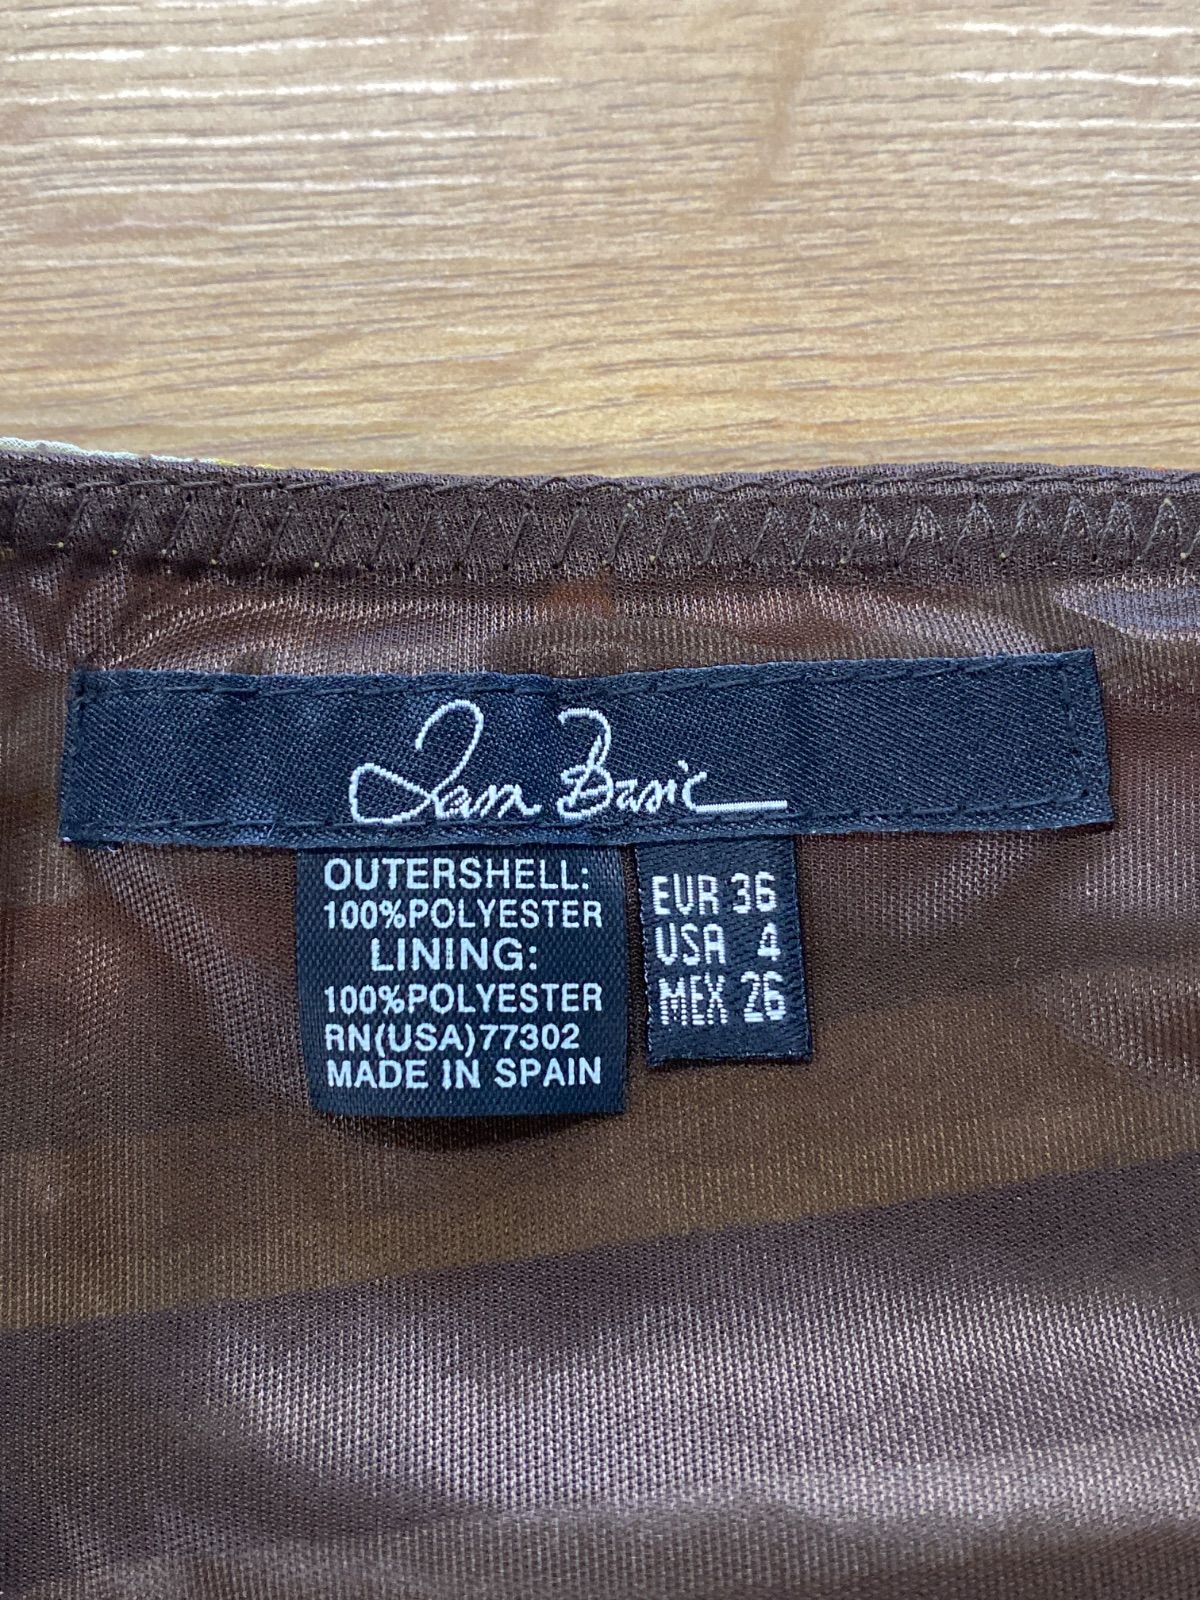 Zara Basic
OUTERSHELL:
100%POLYESTER
LINING:
100%POLYESTER
RN(USA)77302
MADE IN SPAIN
EUR 36
USA 4
MEX 26